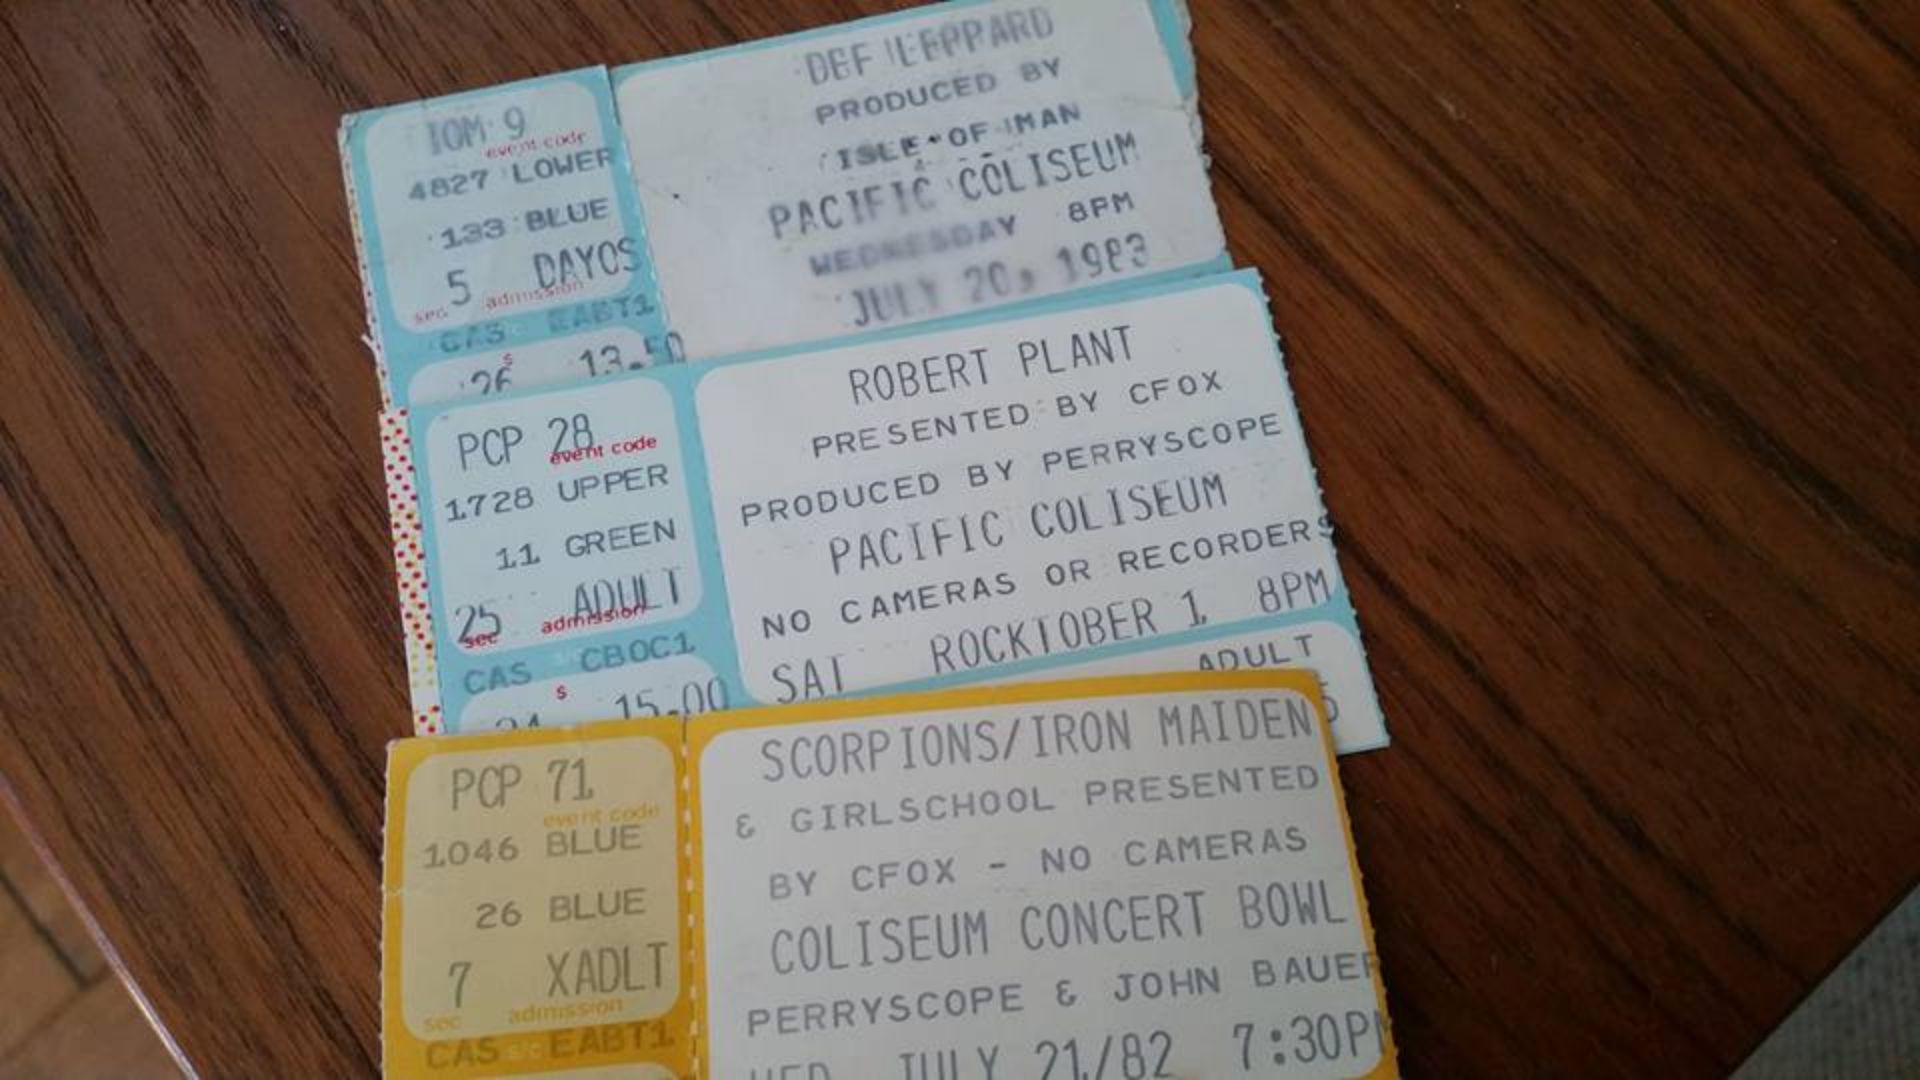 IOM 9
event code
4827 LOWER
133 BLUE
5 DAYOS
sec admission
CAS EABT1
$ 13.50
DEF LEPPARD
PRODUCED BY
ISLE OF MAN
PACIFIC COLISEUM
WEDNESDAY 8PM
JULY 20, 1983
PCP 28
event code
1728 UPPER
11 GREEN
25 ADULT
sec admission
CAS CBOC1
$ 15.00
ROBERT PLANT
PRESENTED BY CFOX
PRODUCED BY PERRYSCOPE
PACIFIC COLISEUM
NO CAMERAS OR RECORDERS
SAT ROCKTOBER 1 8PM
ADULT
PCP 71
event code
1046 BLUE
26 BLUE
7 XADLT
sec admission
CAS EABT1
SCORPIONS/IRON MAIDEN
& GIRLSCHOOL PRESENTED
BY CFOX - NO CAMERAS
COLISEUM CONCERT BOWL
PERRYSCOPE & JOHN BAUER
WED JULY 21/82 7:30PM